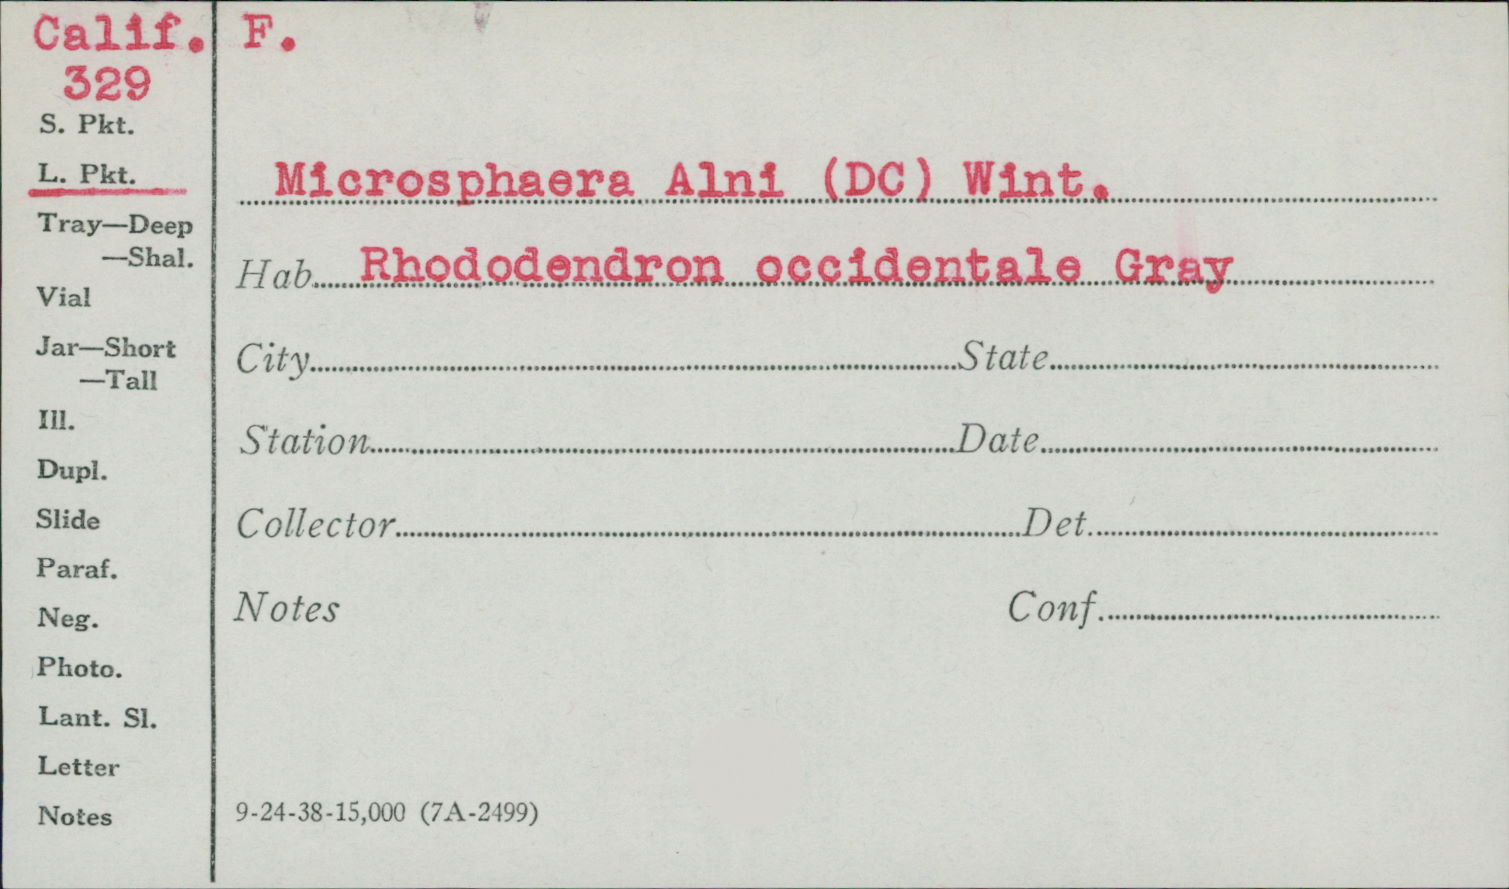 Calif. F.
329
S. Pkt.
L. Pkt.
Tray—Deep
—Shal.
Vial
Jar—Short
—Tall
Ill.
Dupl.
Slide
Paraf.
Neg.
Photo.
Lant. Sl.
Letter
Notes
Microsphaera Alni (DC) Wint.
Hab. Rhododendron occidentale Gray
City State
Station Date
Collector Det.
Notes Conf.
9-24-38-15,000 (7A-2499)